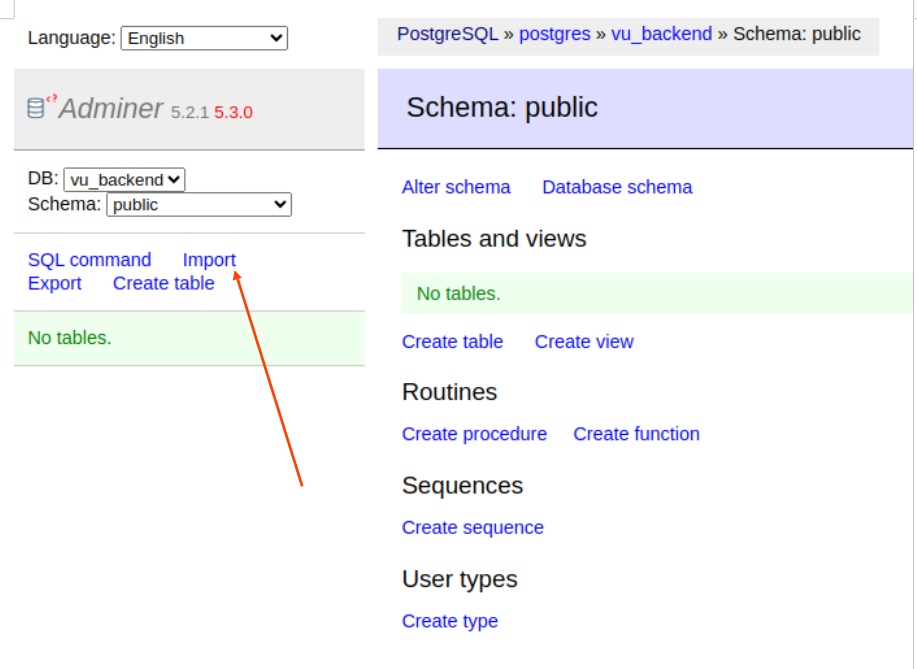 Language: English
Adminer 5.2.1 5.3.0
DB: vu_backend
Schema: public
SQL command Import
Export Create table
No tables.
PostgreSQL » postgres » vu_backend » Schema: public
Schema: public
Alter schema Database schema
Tables and views
No tables.
Create table Create view
Routines
Create procedure Create function
Sequences
Create sequence
User types
Create type